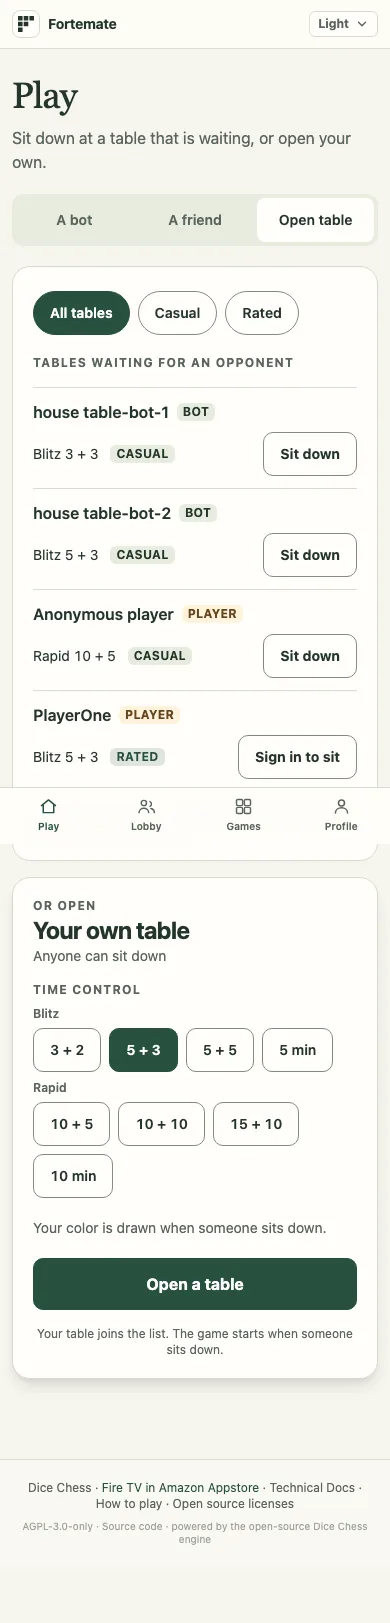 Fortemate
Light
Play
Sit down at a table that is waiting, or open your
own.
A bot
A friend
Open table
All tables
Casual
Rated
TABLES WAITING FOR AN OPPONENT
house table-bot-1 BOT
Blitz 3 + 3 CASUAL
Sit down
house table-bot-2 BOT
Blitz 5 + 3 CASUAL
Sit down
Anonymous player PLAYER
Rapid 10 + 5 CASUAL
Sit down
PlayerOne PLAYER
Blitz 5 + 3 RATED
Sign in to sit
Play
Lobby
Games
Profile
OR OPEN
Your own table
Anyone can sit down
TIME CONTROL
Blitz
3 + 2
5 + 3
5 + 5
5 min
Rapid
10 + 5
10 + 10
15 + 10
10 min
Your color is drawn when someone sits down.
Open a table
Your table joins the list. The game starts when someone
sits down.
Dice Chess · Fire TV in Amazon Appstore · Technical Docs ·
How to play · Open source licenses
AGPL-3.0-only · Source code · powered by the open-source Dice Chess
engine